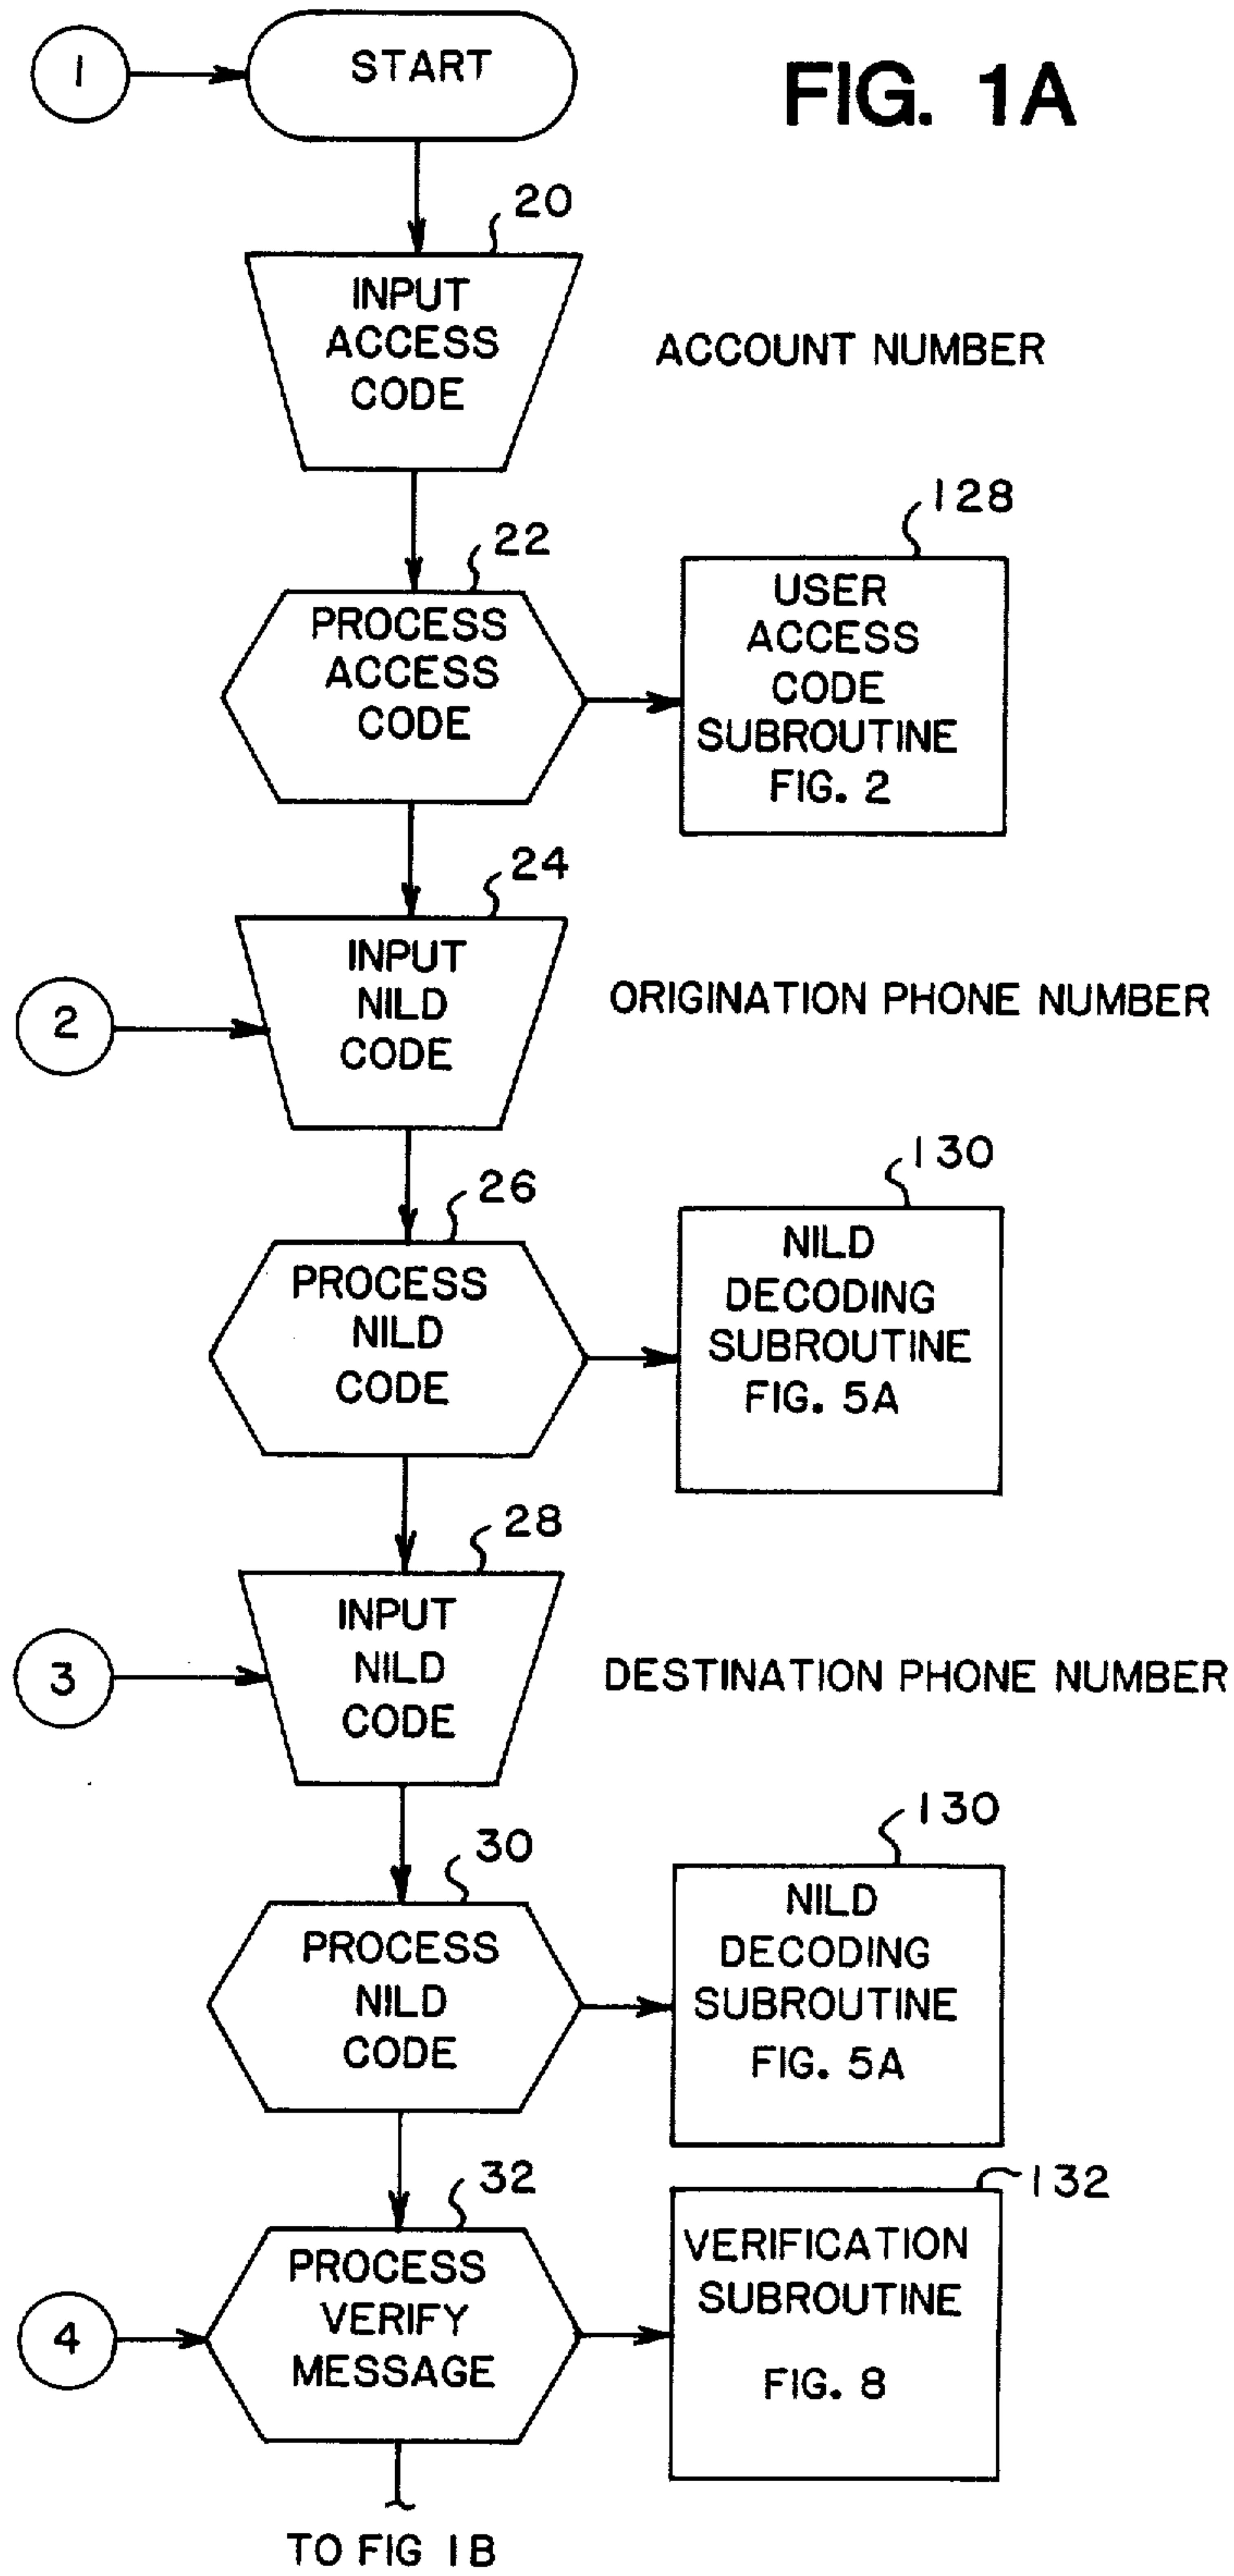 FIG. 1A
1
START
20
INPUT
ACCESS
CODE
ACCOUNT NUMBER
22
PROCESS
ACCESS
CODE
128
USER
ACCESS
CODE
SUBROUTINE
FIG. 2
24
2
INPUT
NILD
CODE
ORIGINATION PHONE NUMBER
26
PROCESS
NILD
CODE
130
NILD
DECODING
SUBROUTINE
FIG. 5A
28
3
INPUT
NILD
CODE
DESTINATION PHONE NUMBER
30
PROCESS
NILD
CODE
130
NILD
DECODING
SUBROUTINE
FIG. 5A
32
4
PROCESS
VERIFY
MESSAGE
132
VERIFICATION
SUBROUTINE
FIG. 8
TO FIG 1B